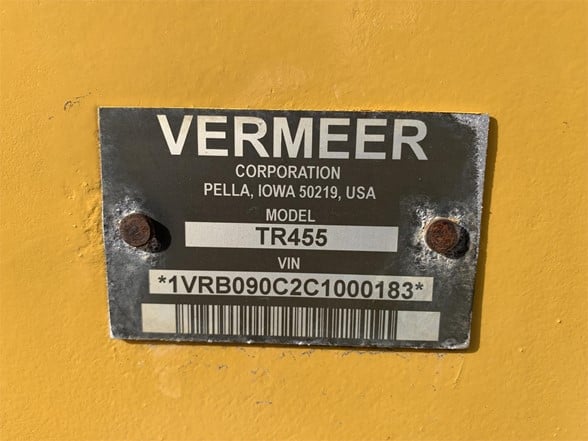 VERMEER
CORPORATION
PELLA, IOWA 50219, USA
MODEL
TR455
VIN
*1VRB090C2C1000183*